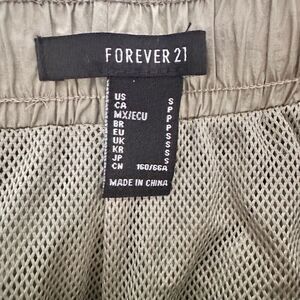 FOREVER 21
US S
CA P
MX/ECU P
BR P
EU S
UK S
KR S
JP S
CN 160/66A
MADE IN CHINA